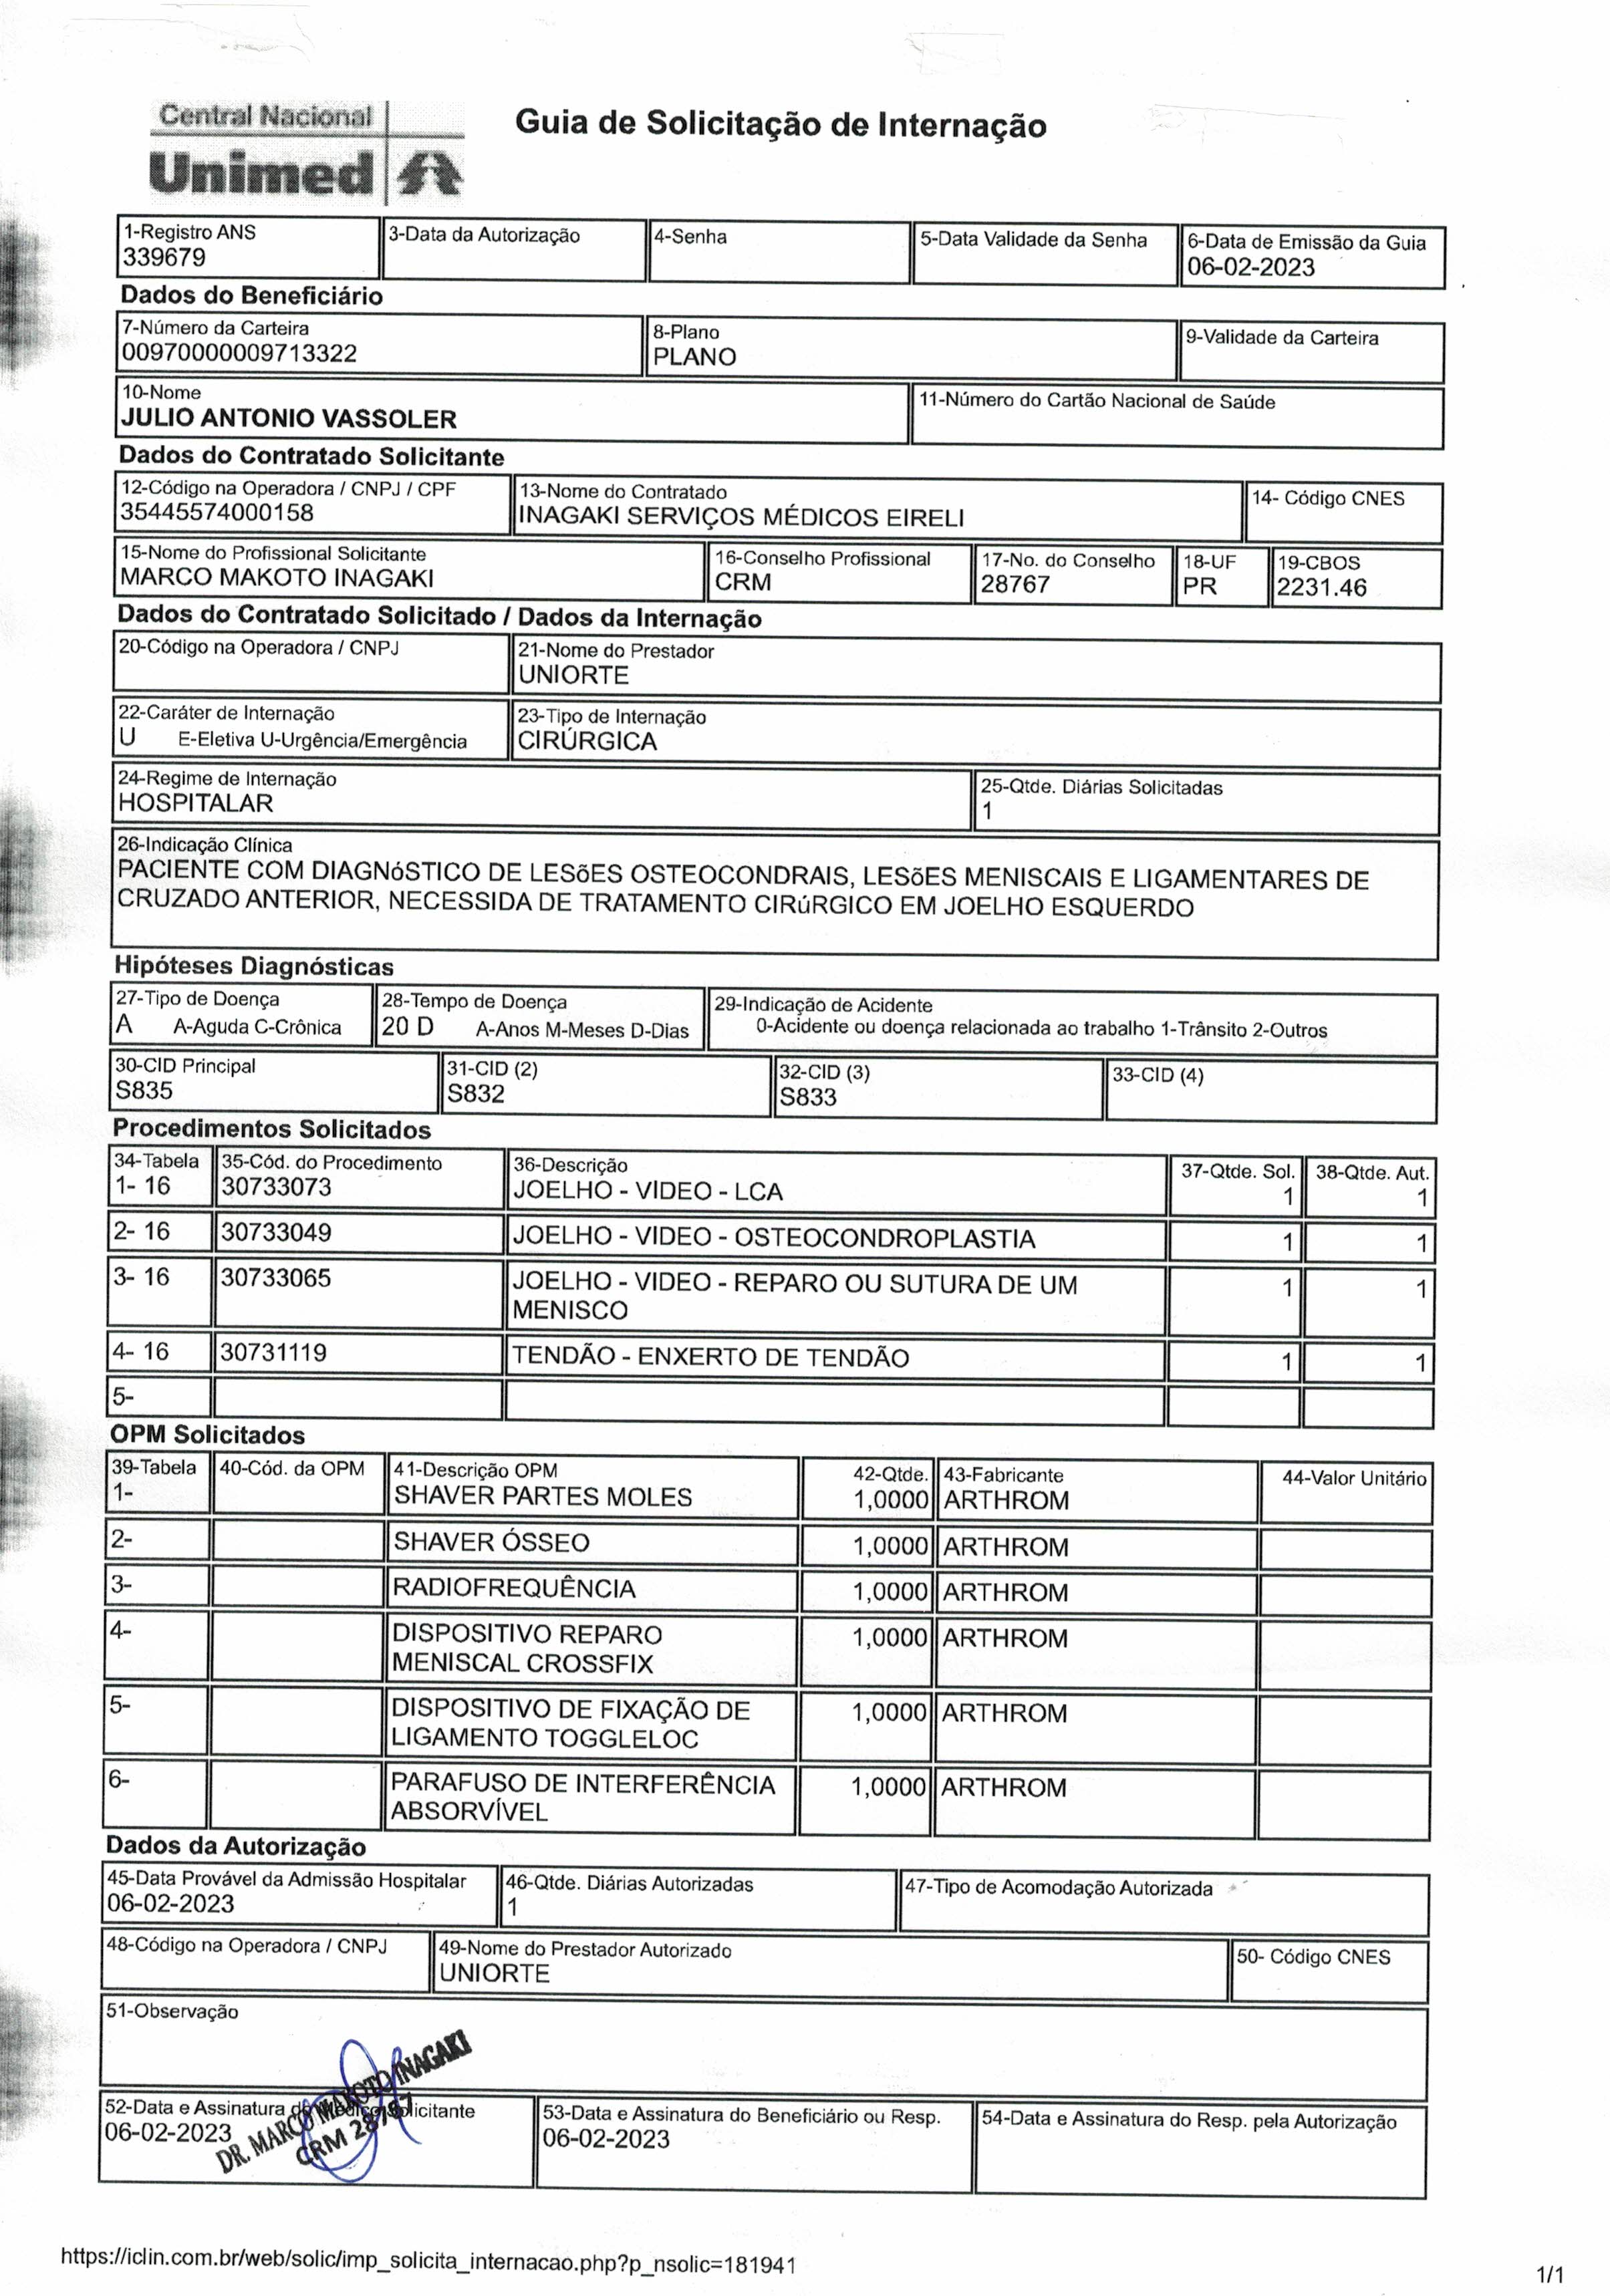 Central Nacional
Unimed
Guia de Solicitação de Internação
1-Registro ANS
339679
3-Data da Autorização
4-Senha
5-Data Validade da Senha
6-Data de Emissão da Guia
06-02-2023
Dados do Beneficiário
7-Número da Carteira
00970000009713322
8-Plano
PLANO
9-Validade da Carteira
10-Nome
JULIO ANTONIO VASSOLER
11-Número do Cartão Nacional de Saúde
Dados do Contratado Solicitante
12-Código na Operadora / CNPJ / CPF
35445574000158
13-Nome do Contratado
INAGAKI SERVIÇOS MÉDICOS EIRELI
14- Código CNES
15-Nome do Profissional Solicitante
MARCO MAKOTO INAGAKI
16-Conselho Profissional
CRM
17-No. do Conselho
28767
18-UF
PR
19-CBOS
2231.46
Dados do Contratado Solicitado / Dados da Internação
20-Código na Operadora / CNPJ
21-Nome do Prestador
UNIORTE
22-Caráter de Internação
U E-Eletiva U-Urgência/Emergência
23-Tipo de Internação
CIRÚRGICA
24-Regime de Internação
HOSPITALAR
25-Qtde. Diárias Solicitadas
1
26-Indicação Clínica
PACIENTE COM DIAGNóSTICO DE LESõES OSTEOCONDRAIS, LESõES MENISCAIS E LIGAMENTARES DE
CRUZADO ANTERIOR, NECESSIDA DE TRATAMENTO CIRúRGICO EM JOELHO ESQUERDO
Hipóteses Diagnósticas
27-Tipo de Doença
A A-Aguda C-Crônica
28-Tempo de Doença
20 D A-Anos M-Meses D-Dias
29-Indicação de Acidente
0-Acidente ou doença relacionada ao trabalho 1-Trânsito 2-Outros
30-CID Principal
S835
31-CID (2)
S832
32-CID (3)
S833
33-CID (4)
Procedimentos Solicitados
34-Tabela 35-Cód. do Procedimento 36-Descrição 37-Qtde. Sol. 38-Qtde. Aut.
1- 16 30733073 JOELHO - VIDEO - LCA 1 1
2- 16 30733049 JOELHO - VIDEO - OSTEOCONDROPLASTIA 1 1
3- 16 30733065 JOELHO - VIDEO - REPARO OU SUTURA DE UM 1 1
MENISCO
4- 16 30731119 TENDÃO - ENXERTO DE TENDÃO 1 1
5-
OPM Solicitados
39-Tabela 40-Cód. da OPM 41-Descrição OPM 42-Qtde. 43-Fabricante 44-Valor Unitário
1- SHAVER PARTES MOLES 1,0000 ARTHROM
2- SHAVER ÓSSEO 1,0000 ARTHROM
3- RADIOFREQUÊNCIA 1,0000 ARTHROM
4- DISPOSITIVO REPARO 1,0000 ARTHROM
MENISCAL CROSSFIX
5- DISPOSITIVO DE FIXAÇÃO DE 1,0000 ARTHROM
LIGAMENTO TOGGLELOC
6- PARAFUSO DE INTERFERÊNCIA 1,0000 ARTHROM
ABSORVÍVEL
Dados da Autorização
45-Data Provável da Admissão Hospitalar
06-02-2023
46-Qtde. Diárias Autorizadas
1
47-Tipo de Acomodação Autorizada
48-Código na Operadora / CNPJ
49-Nome do Prestador Autorizado
UNIORTE
50- Código CNES
51-Observação
52-Data e Assinatura do Médico Solicitante
06-02-2023
DR. MARCO MAKOTO INAGAKI
CRM 28767
53-Data e Assinatura do Beneficiário ou Resp.
06-02-2023
54-Data e Assinatura do Resp. pela Autorização
https://iclin.com.br/web/solic/imp_solicita_internacao.php?p_nsolic=181941
1/1